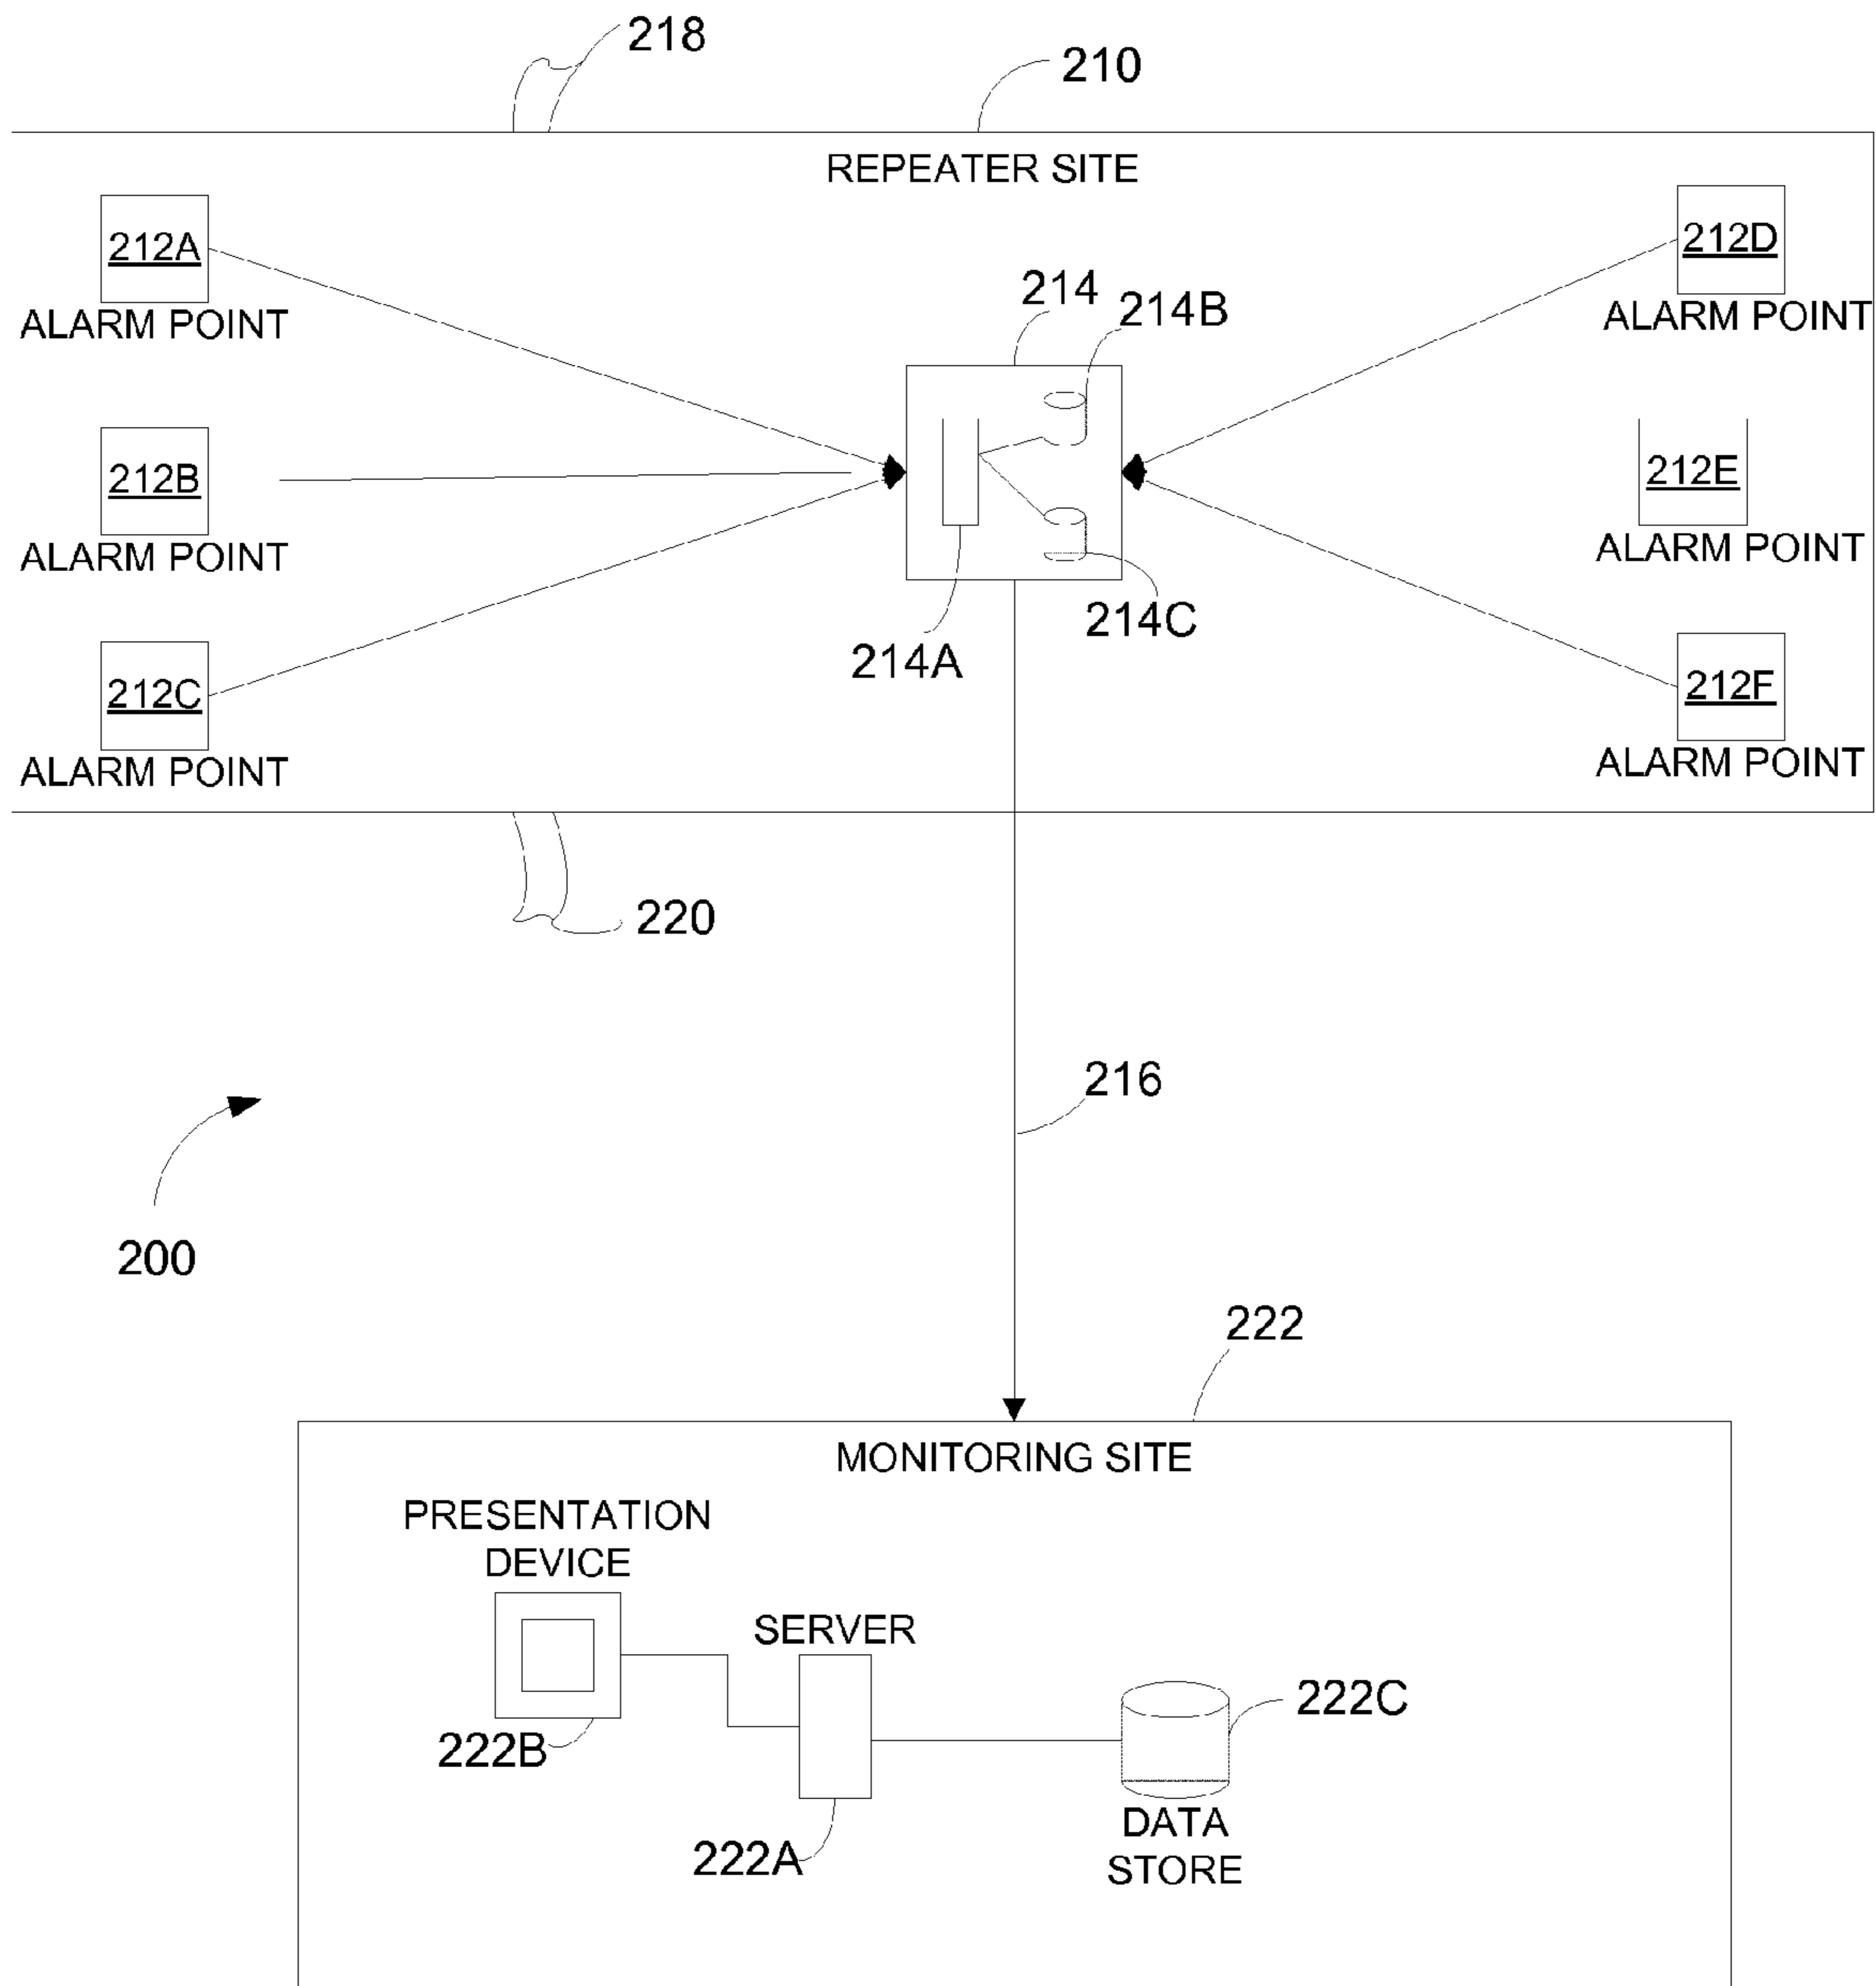 218
210
REPEATER SITE
212A
ALARM POINT
212D
ALARM POINT
214
214B
212B
ALARM POINT
212E
ALARM POINT
214A
214C
212C
ALARM POINT
212F
ALARM POINT
220
216
200
222
MONITORING SITE
PRESENTATION
DEVICE
SERVER
222B
222C
222A
DATA
STORE